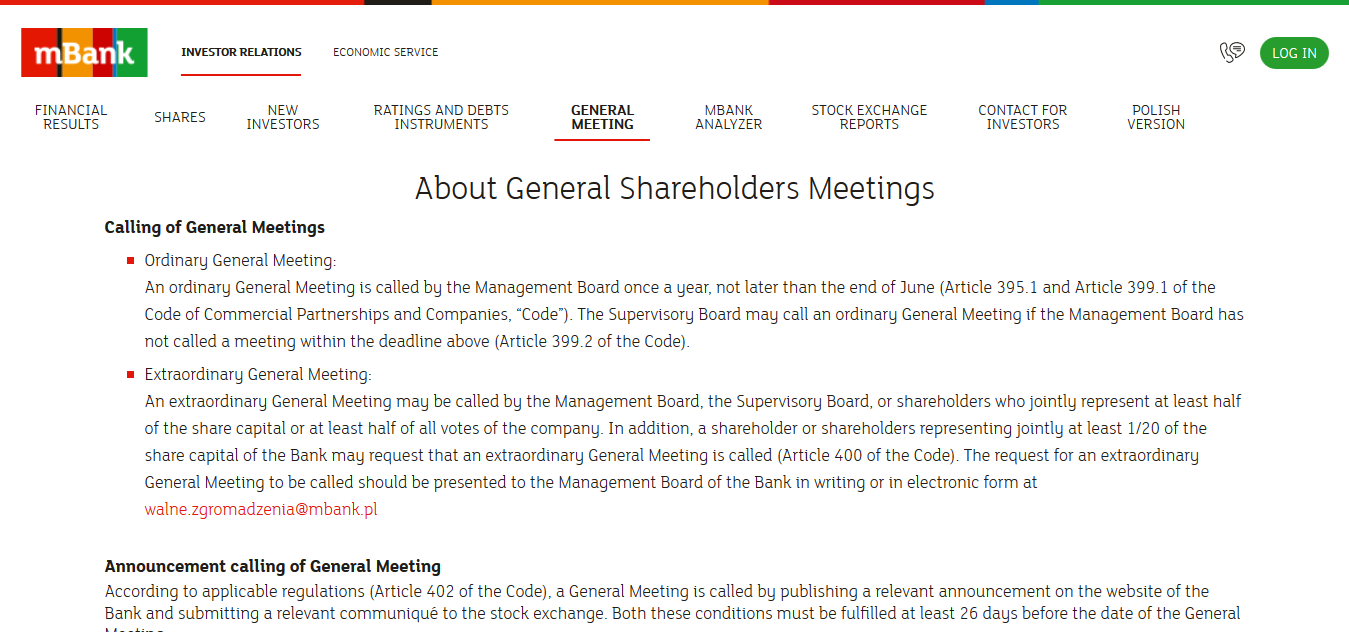 mBank
INVESTOR RELATIONS
ECONOMIC SERVICE
LOG IN
FINANCIAL
RESULTS
SHARES
NEW
INVESTORS
RATINGS AND DEBTS
INSTRUMENTS
GENERAL
MEETING
MBANK
ANALYZER
STOCK EXCHANGE
REPORTS
CONTACT FOR
INVESTORS
POLISH
VERSION
About General Shareholders Meetings
Calling of General Meetings
Ordinary General Meeting:
An ordinary General Meeting is called by the Management Board once a year, not later than the end of June (Article 395.1 and Article 399.1 of the
Code of Commercial Partnerships and Companies, “Code”). The Supervisory Board may call an ordinary General Meeting if the Management Board has
not called a meeting within the deadline above (Article 399.2 of the Code).
Extraordinary General Meeting:
An extraordinary General Meeting may be called by the Management Board, the Supervisory Board, or shareholders who jointly represent at least half
of the share capital or at least half of all votes of the company. In addition, a shareholder or shareholders representing jointly at least 1/20 of the
share capital of the Bank may request that an extraordinary General Meeting is called (Article 400 of the Code). The request for an extraordinary
General Meeting to be called should be presented to the Management Board of the Bank in writing or in electronic form at
walne.zgromadzenia@mbank.pl
Announcement calling of General Meeting
According to applicable regulations (Article 402 of the Code), a General Meeting is called by publishing a relevant announcement on the website of the
Bank and submitting a relevant communiqué to the stock exchange. Both these conditions must be fulfilled at least 26 days before the date of the General
Meeting.